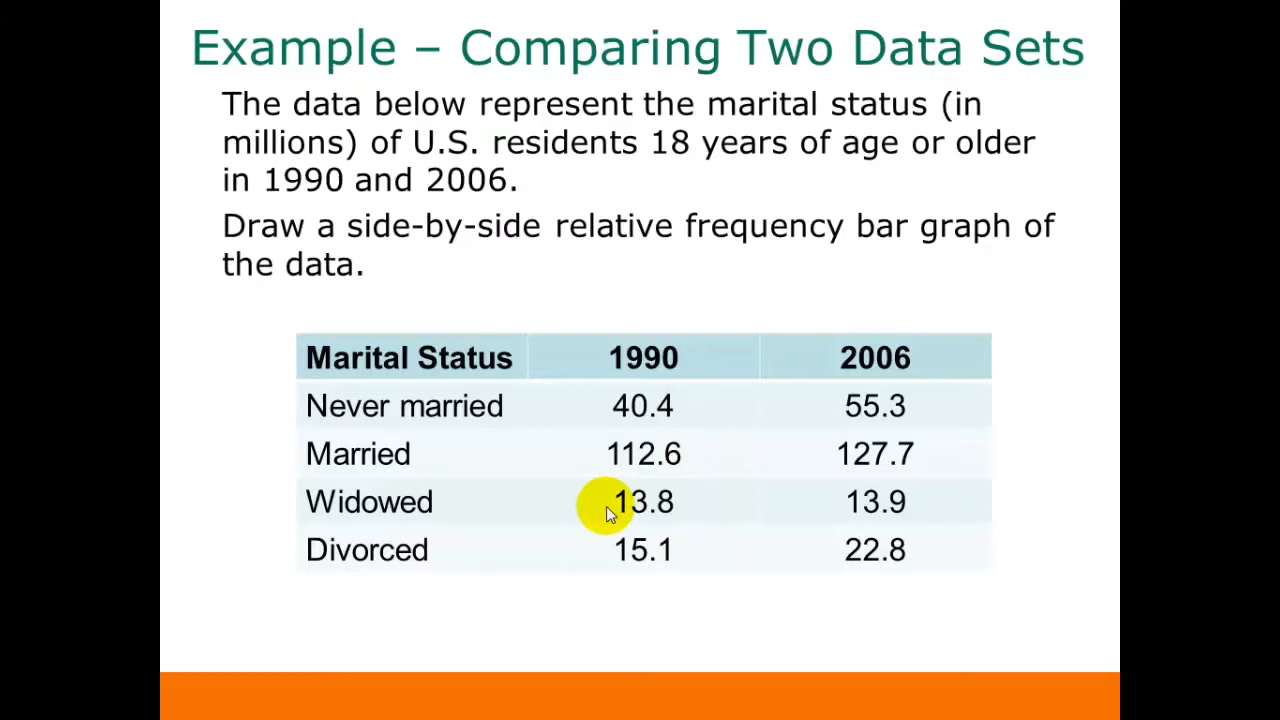 Example – Comparing Two Data Sets
The data below represent the marital status (in
millions) of U.S. residents 18 years of age or older
in 1990 and 2006.
Draw a side-by-side relative frequency bar graph of
the data.
Marital Status 1990 2006
Never married 40.4 55.3
Married 112.6 127.7
Widowed 13.8 13.9
Divorced 15.1 22.8